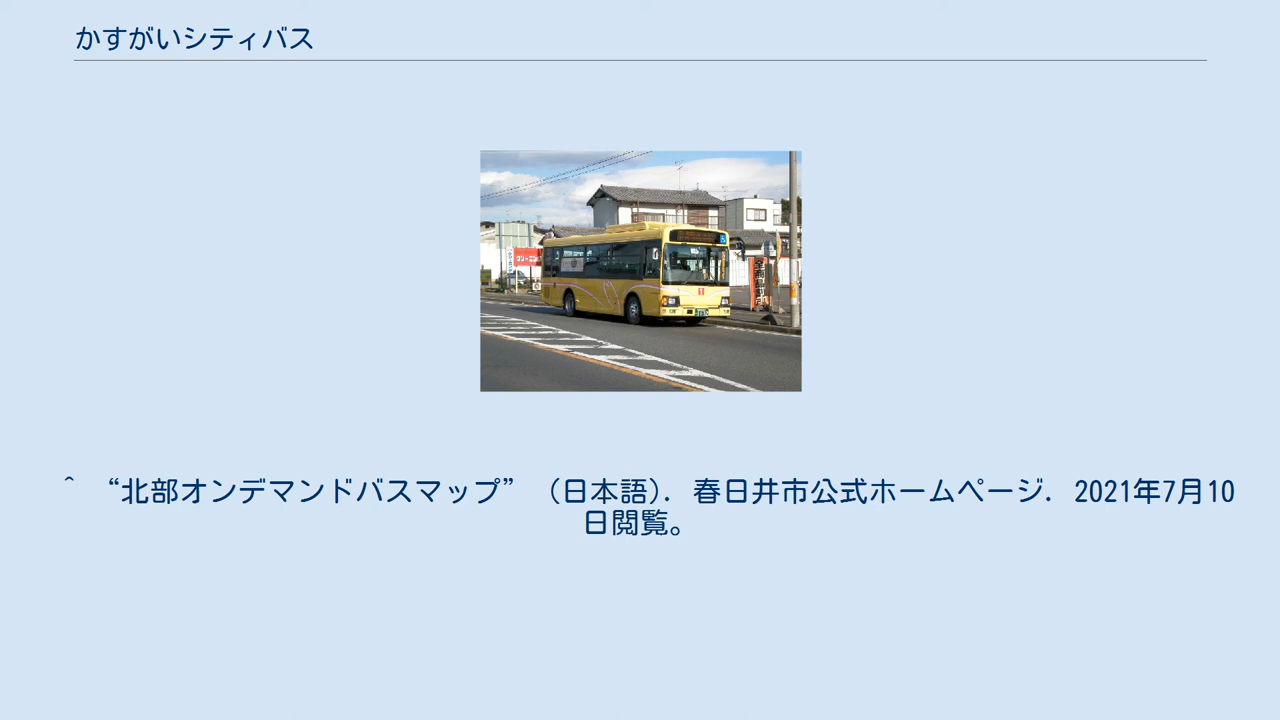 かすがいシティバス
^ “北部オンデマンドバスマップ” (日本語). 春日井市公式ホームページ. 2021年7月10
日閲覧。